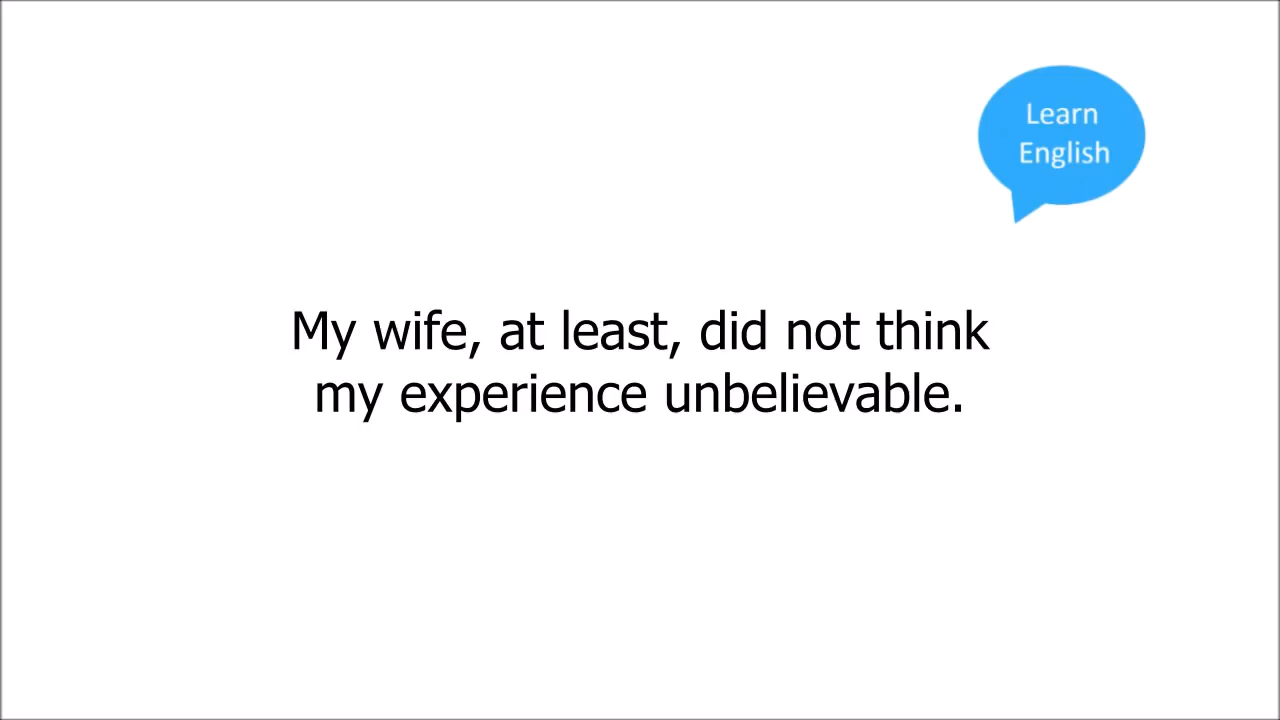 Learn
English
My wife, at least, did not think
my experience unbelievable.